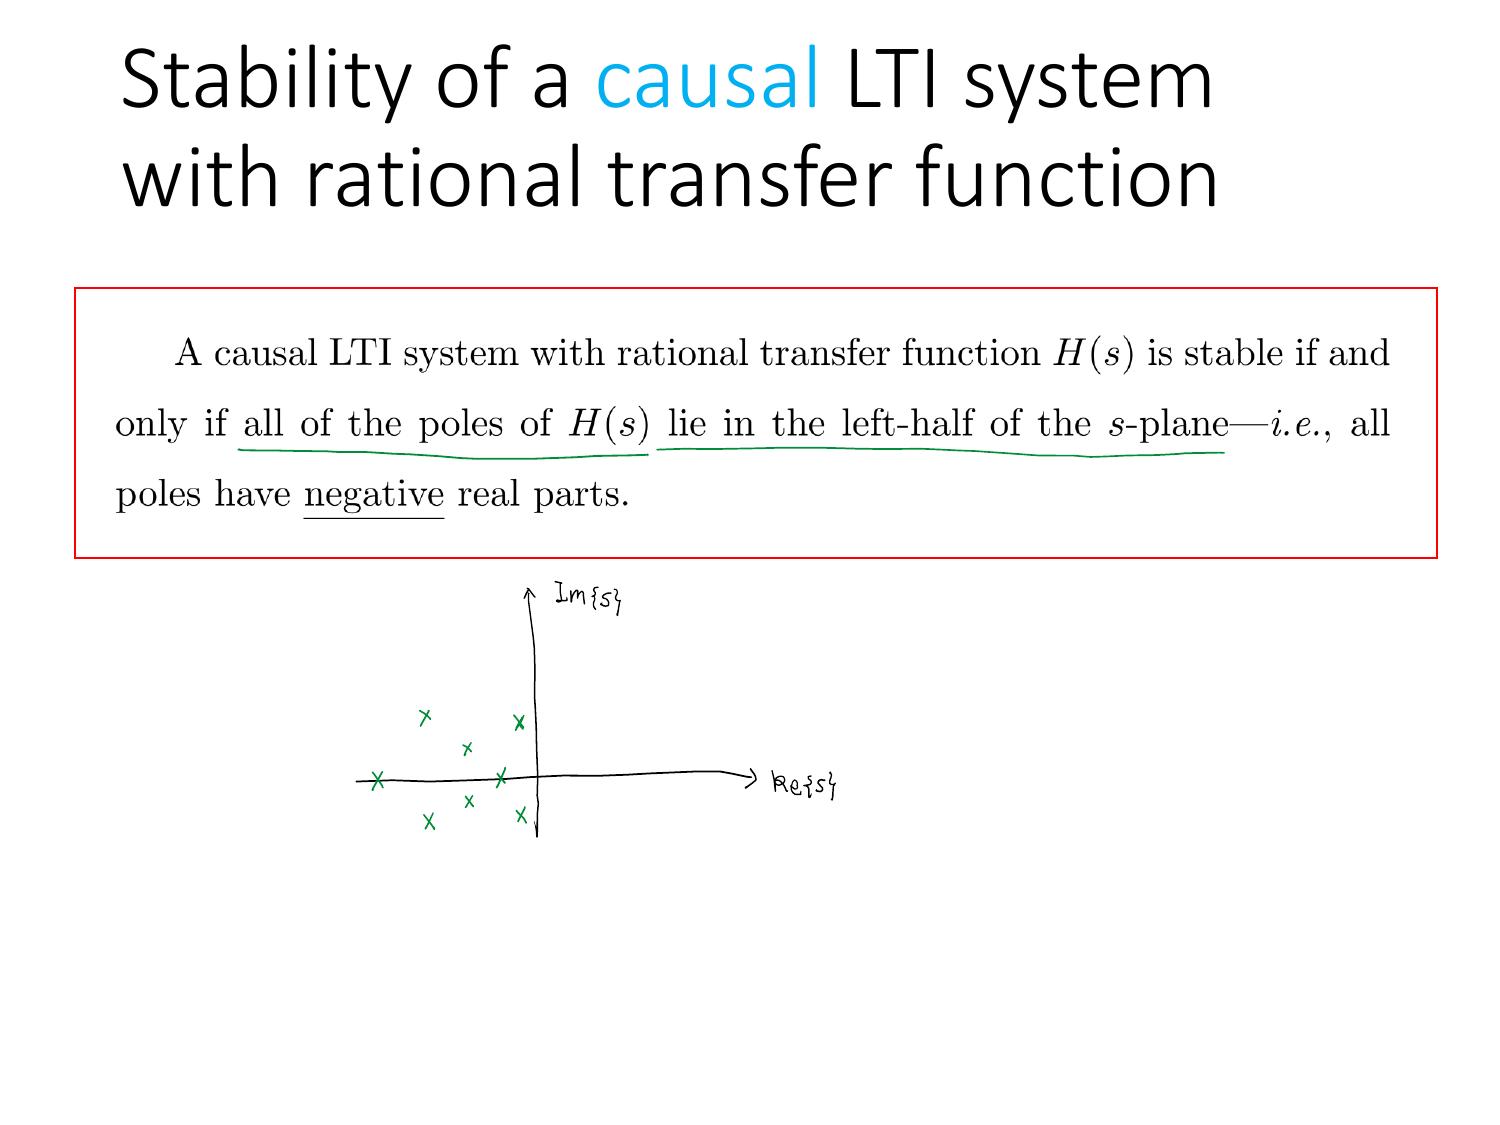 Stability of a causal LTI system
with rational transfer function
A causal LTI system with rational transfer function H(s) is stable if and
only if all of the poles of H(s) lie in the left-half of the s-plane—i.e., all
poles have negative real parts.
Im{s}
Re{s}